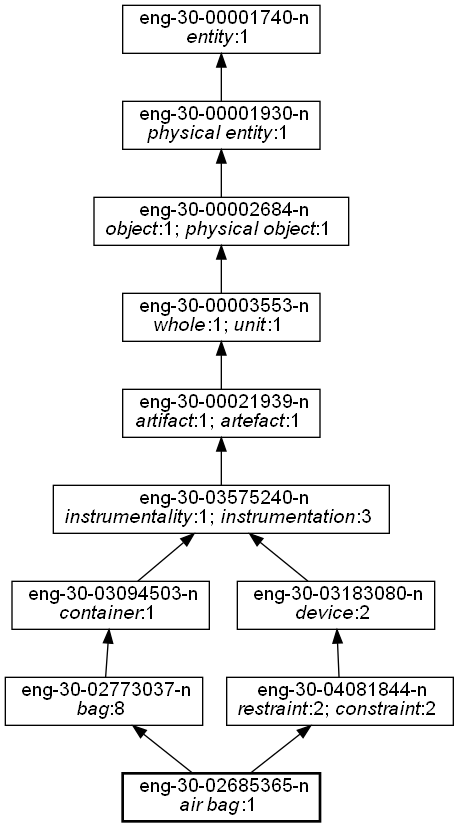 eng-30-00001740-n
entity:1
eng-30-00001930-n
physical entity:1
eng-30-00002684-n
object:1; physical object:1
eng-30-00003553-n
whole:1; unit:1
eng-30-00021939-n
artifact:1; artefact:1
eng-30-03575240-n
instrumentality:1; instrumentation:3
eng-30-03094503-n
container:1
eng-30-03183080-n
device:2
eng-30-02773037-n
bag:8
eng-30-04081844-n
restraint:2; constraint:2
eng-30-02685365-n
air bag:1